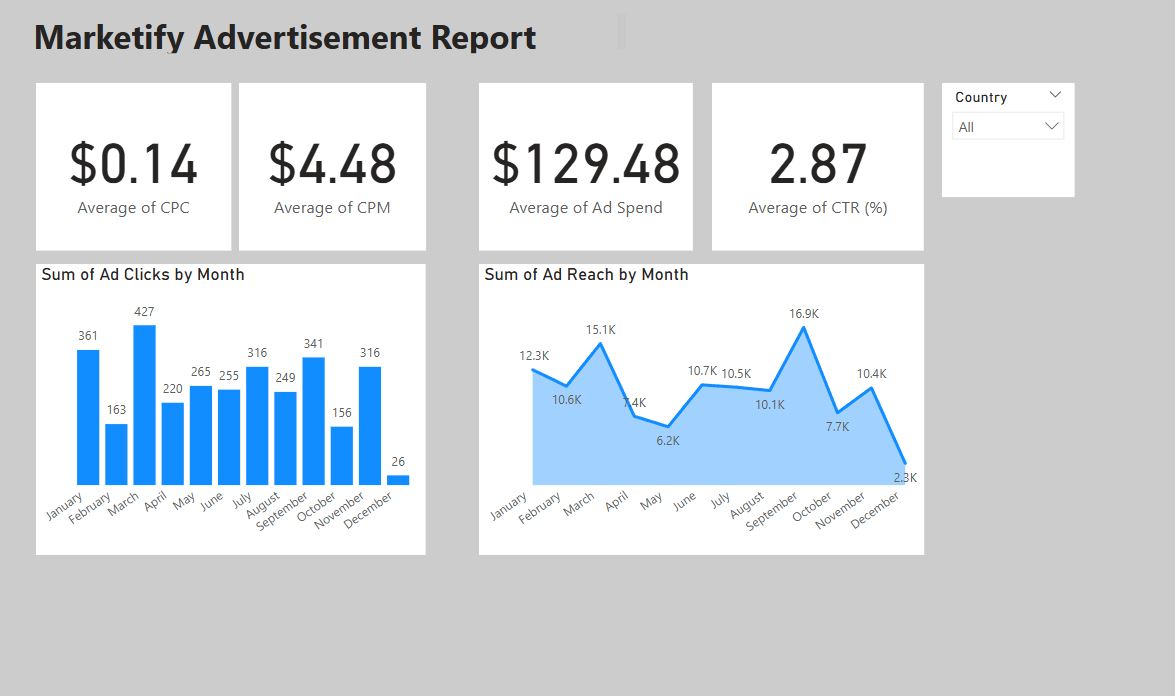 Marketify Advertisement Report
$0.14
Average of CPC
$4.48
Average of CPM
$129.48
Average of Ad Spend
2.87
Average of CTR (%)
Country
All
Sum of Ad Clicks by Month
427
361
341
316
316
265
255
249
220
163
156
26
January
February
March
April
May
June
July
August
September
October
November
December
Sum of Ad Reach by Month
12.3K
10.6K
15.1K
7.4K
6.2K
10.7K
10.5K
10.1K
16.9K
7.7K
10.4K
2.3K
January
February
March
April
May
June
July
August
September
October
November
December